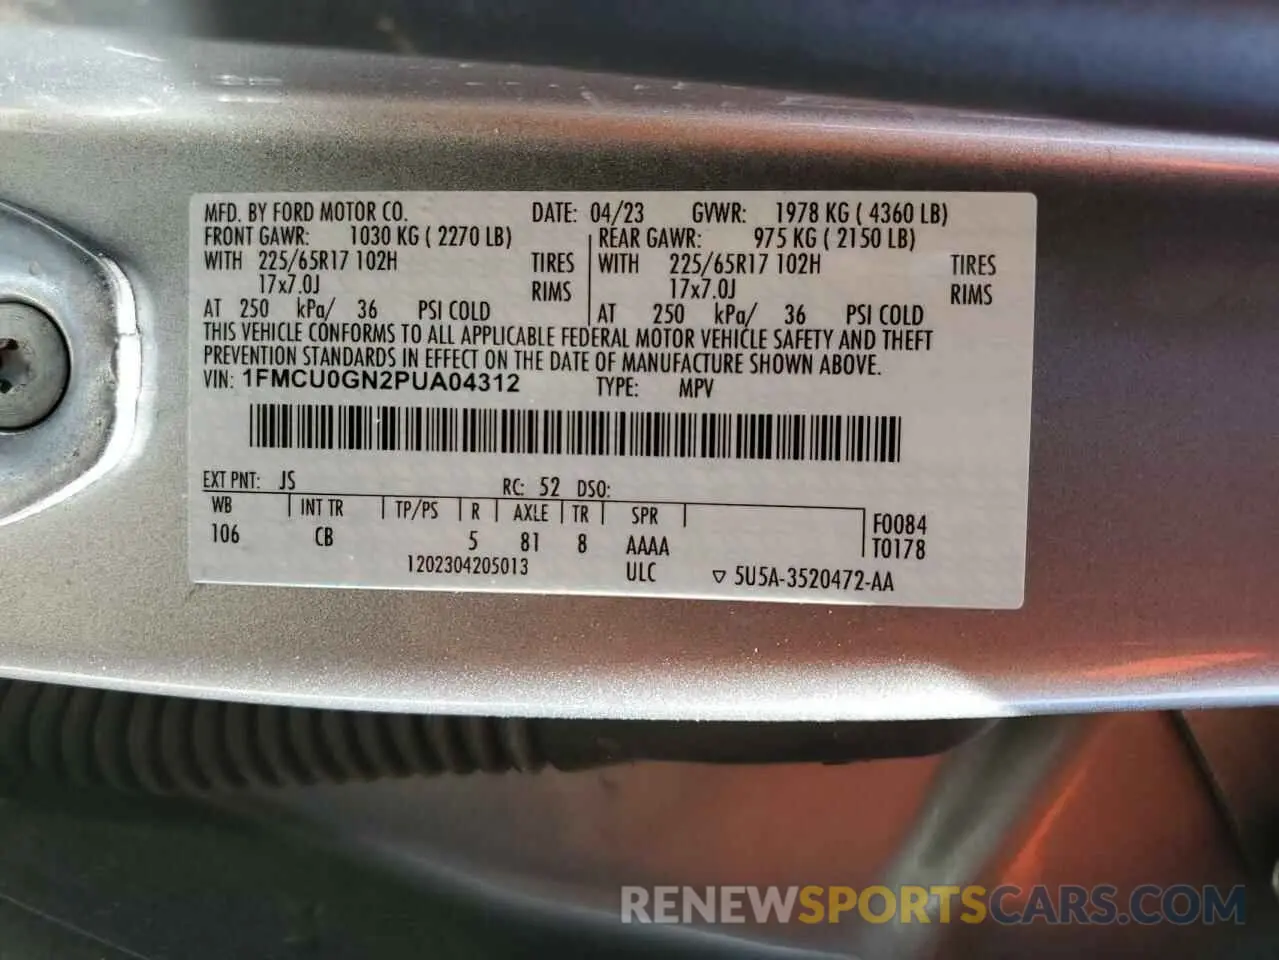 MFD. BY FORD MOTOR CO. DATE: 04/23 GVWR: 1978 KG ( 4360 LB)
FRONT GAWR: 1030 KG ( 2270 LB) REAR GAWR: 975 KG ( 2150 LB)
WITH 225/65R17 102H TIRES WITH 225/65R17 102H TIRES
17x7.0J RIMS 17x7.0J RIMS
AT 250 kPa/ 36 PSI COLD AT 250 kPa/ 36 PSI COLD
THIS VEHICLE CONFORMS TO ALL APPLICABLE FEDERAL MOTOR VEHICLE SAFETY AND THEFT
PREVENTION STANDARDS IN EFFECT ON THE DATE OF MANUFACTURE SHOWN ABOVE.
VIN: 1FMCU0GN2PUA04312 TYPE: MPV
EXT PNT: JS RC: 52 DSO:
WB INT TR TP/PS R AXLE TR SPR F0084
106 CB 5 81 8 AAAA T0178
1202304205013 ULC ▽ 5U5A-3520472-AA
RENEWSPORTSCARS.COM